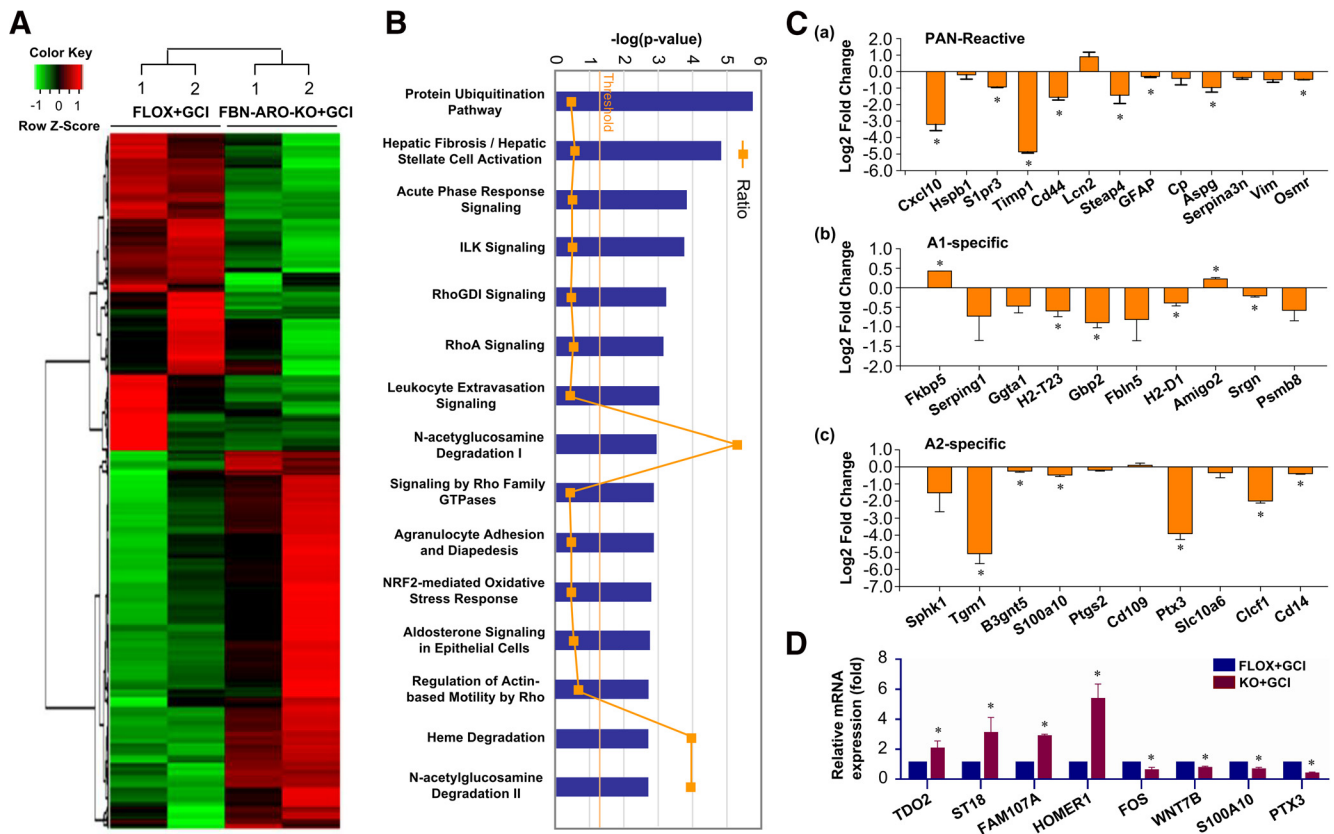 A
Color Key
-1 0 1
Row Z-Score
1 2 1 2
FLOX+GCI FBN-ARO-KO+GCI
B
-log(p-value)
0 1 2 3 4 5 6
Threshold
Ratio
Protein Ubiquitination
Pathway
Hepatic Fibrosis / Hepatic
Stellate Cell Activation
Acute Phase Response
Signaling
ILK Signaling
RhoGDI Signaling
RhoA Signaling
Leukocyte Extravasation
Signaling
N-acetylglucosamine
Degradation I
Signaling by Rho Family
GTPases
Agranulocyte Adhesion
and Diapedesis
NRF2-mediated Oxidative
Stress Response
Aldosterone Signaling
in Epithelial Cells
Regulation of Actin-
based Motility by Rho
Heme Degradation
N-acetylglucosamine
Degradation II
C
(a)
PAN-Reactive
Log2 Fold Change
2.0
1.0
0.0
-1.0
-2.0
-3.0
-4.0
-5.0
-6.0
* * * * * * * *
Cxcl10 Hspb1 S1pr3 Timp1 Cd44 Lcn2 Steap4 GFAP Cp Aspg Serpina3n Vim Osmr
(b)
A1-specific
Log2 Fold Change
1.0
0.5
0.0
-0.5
-1.0
-1.5
-2.0
* * * * * *
Fkbp5 Serping1 Ggta1 H2-T23 Gbp2 Fbln5 H2-D1 Amigo2 Srgn Psmb8
(c)
A2-specific
Log2 Fold Change
1.0
0.0
-1.0
-2.0
-3.0
-4.0
-5.0
-6.0
-7.0
* * * * * *
Sphk1 Tgm1 B3gnt5 S100a10 Ptgs2 Cd109 Ptx3 Slc10a6 Clcf1 Cd14
D
Relative mRNA
expression (fold)
8
6
4
2
0
FLOX+GCI
KO+GCI
* * * * * * * *
TDO2 ST18 FAM107A HOMER1 FOS WNT7B S100A10 PTX3